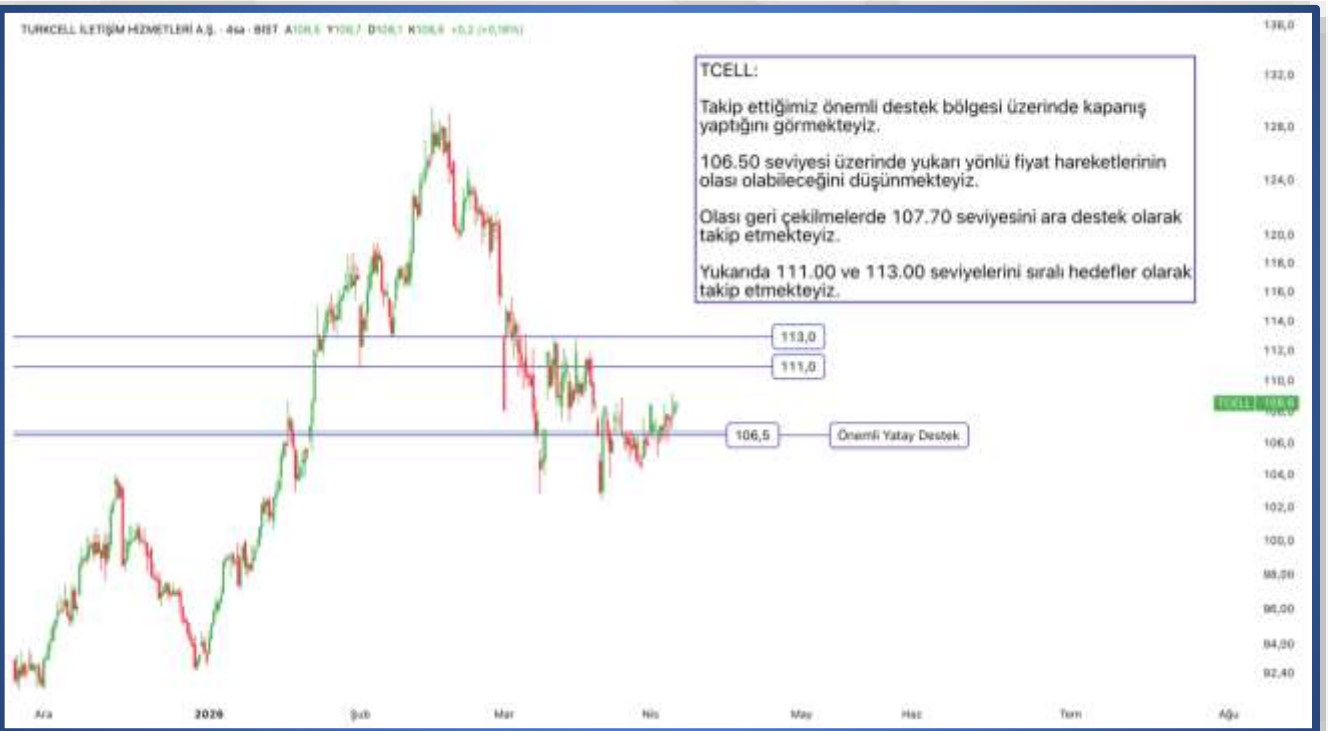 TURKCELL İLETİŞİM HİZMETLERİ A.Ş. · 4sa · BIST
136,0
132,0
128,0
124,0
120,0
118,0
116,0
114,0
112,0
110,0
106,0
104,0
102,0
100,0
98,00
96,00
94,00
92,40
TCELL:
Takip ettiğimiz önemli destek bölgesi üzerinde kapanış
yaptığını görmekteyiz.
106.50 seviyesi üzerinde yukarı yönlü fiyat hareketlerinin
olası olabileceğini düşünmekteyiz.
Olası geri çekilmelerde 107.70 seviyesini ara destek olarak
takip etmekteyiz.
Yukarıda 111.00 ve 113.00 seviyelerini sıralı hedefler olarak
takip etmekteyiz.
113,0
111,0
106,5
Önemli Yatay Destek
TCELL
Ara 2026 Şub Mar Nis May Haz Tem Ağu